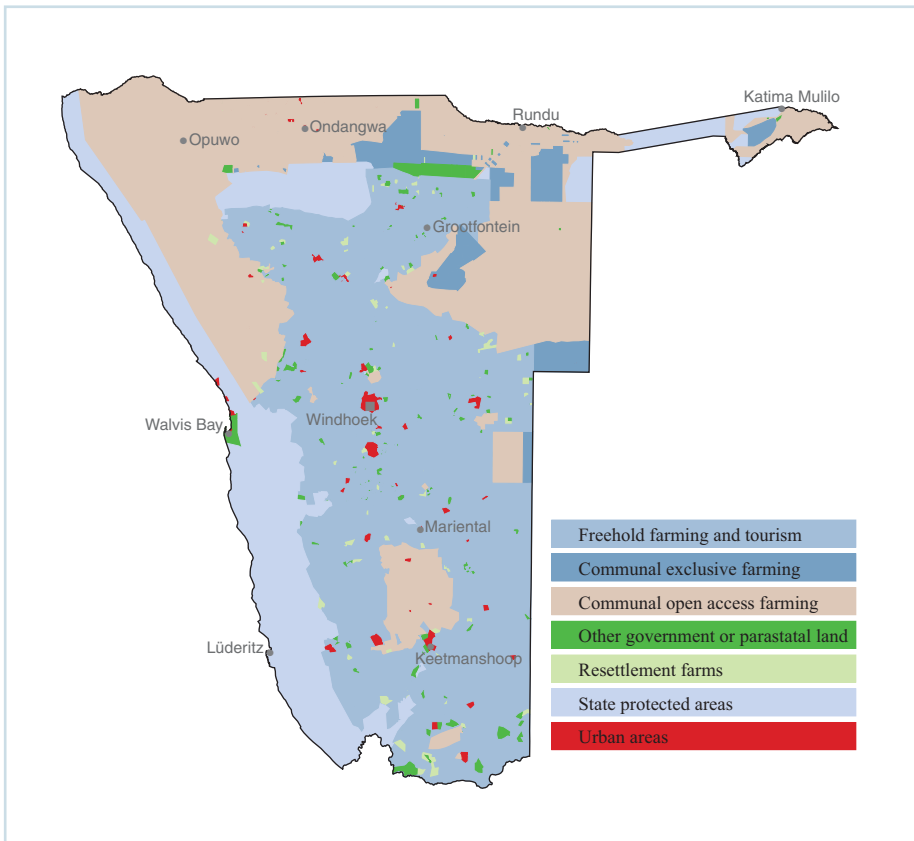 Katima Mulilo
Rundu
Ondangwa
Opuwo
Grootfontein
Windhoek
Walvis Bay
Mariental
Lüderitz
Keetmanshoop
Freehold farming and tourism
Communal exclusive farming
Communal open access farming
Other government or parastatal land
Resettlement farms
State protected areas
Urban areas